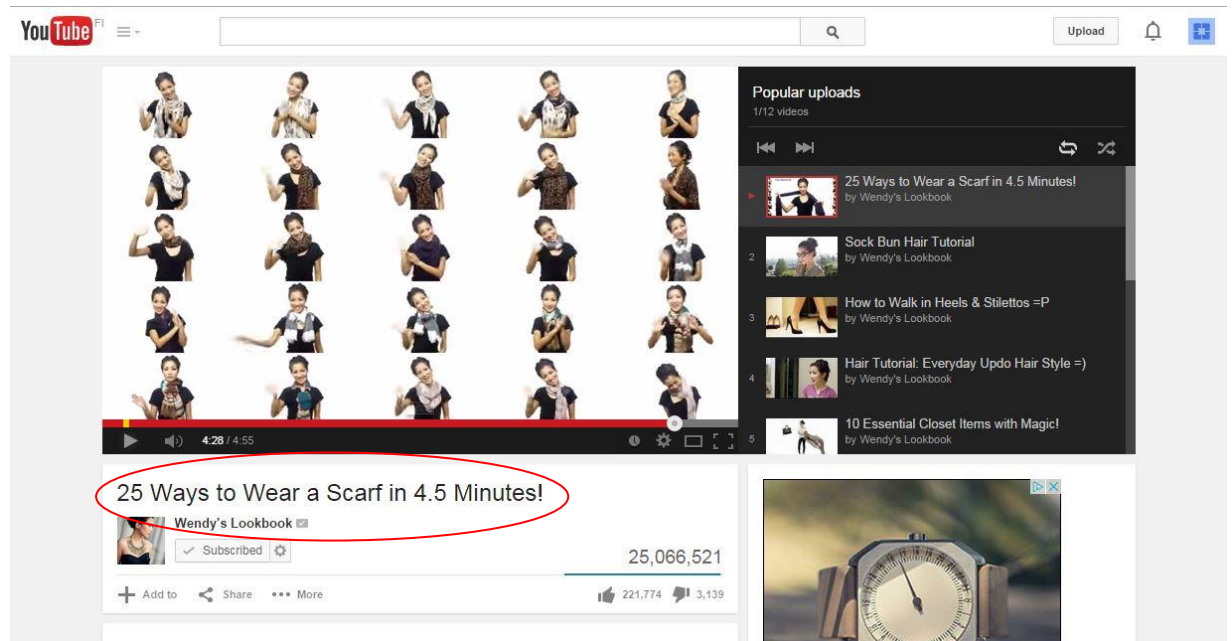 YouTube FI
Upload
Popular uploads
1/12 videos
25 Ways to Wear a Scarf in 4.5 Minutes!
by Wendy's Lookbook
2
Sock Bun Hair Tutorial
by Wendy's Lookbook
3
How to Walk in Heels & Stilettos =P
by Wendy's Lookbook
4
Hair Tutorial: Everyday Updo Hair Style =)
by Wendy's Lookbook
5
10 Essential Closet Items with Magic!
by Wendy's Lookbook
4:28 / 4:55
25 Ways to Wear a Scarf in 4.5 Minutes!
Wendy's Lookbook
Subscribed
25,066,521
Add to Share More
221,774 3,139